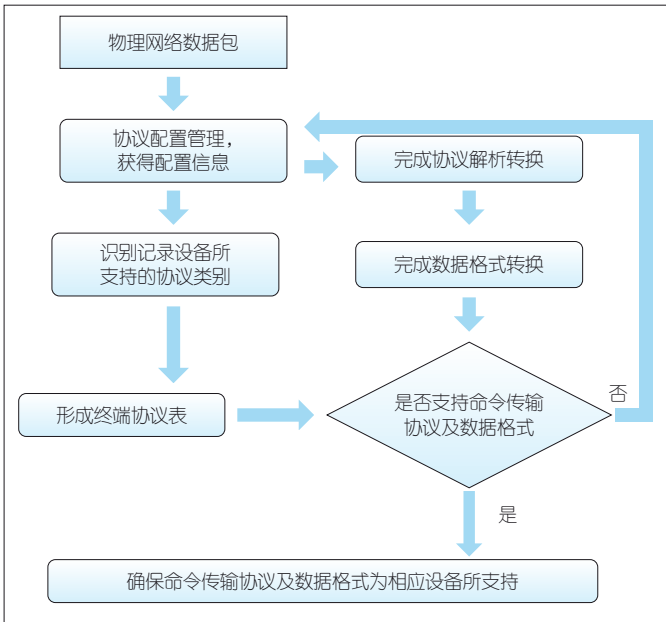 物理网络数据包
协议配置管理，
获得配置信息
完成协议解析转换
识别记录设备所
支持的协议类别
完成数据格式转换
形成终端协议表
是否支持命令传输
协议及数据格式
否
是
确保命令传输协议及数据格式为相应设备所支持